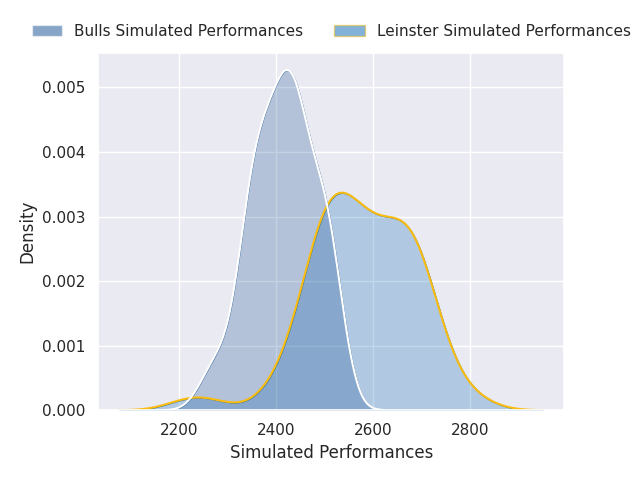 Bulls Simulated Performances
Leinster Simulated Performances
0.005
0.004
0.003
0.002
0.001
0.000
Density
2200
2400
2600
2800
Simulated Performances